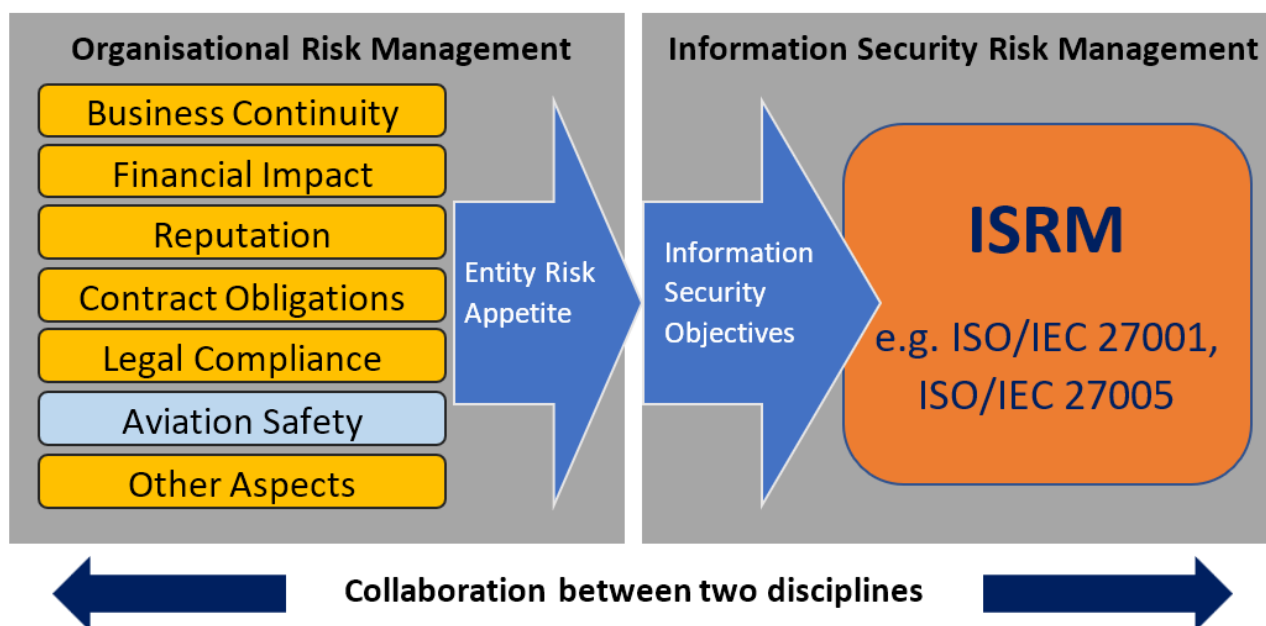 Organisational Risk Management
Business Continuity
Financial Impact
Reputation
Contract Obligations
Legal Compliance
Aviation Safety
Other Aspects
Entity Risk
Appetite
Information Security Risk Management
Information
Security
Objectives
ISRM
e.g. ISO/IEC 27001,
ISO/IEC 27005
Collaboration between two disciplines